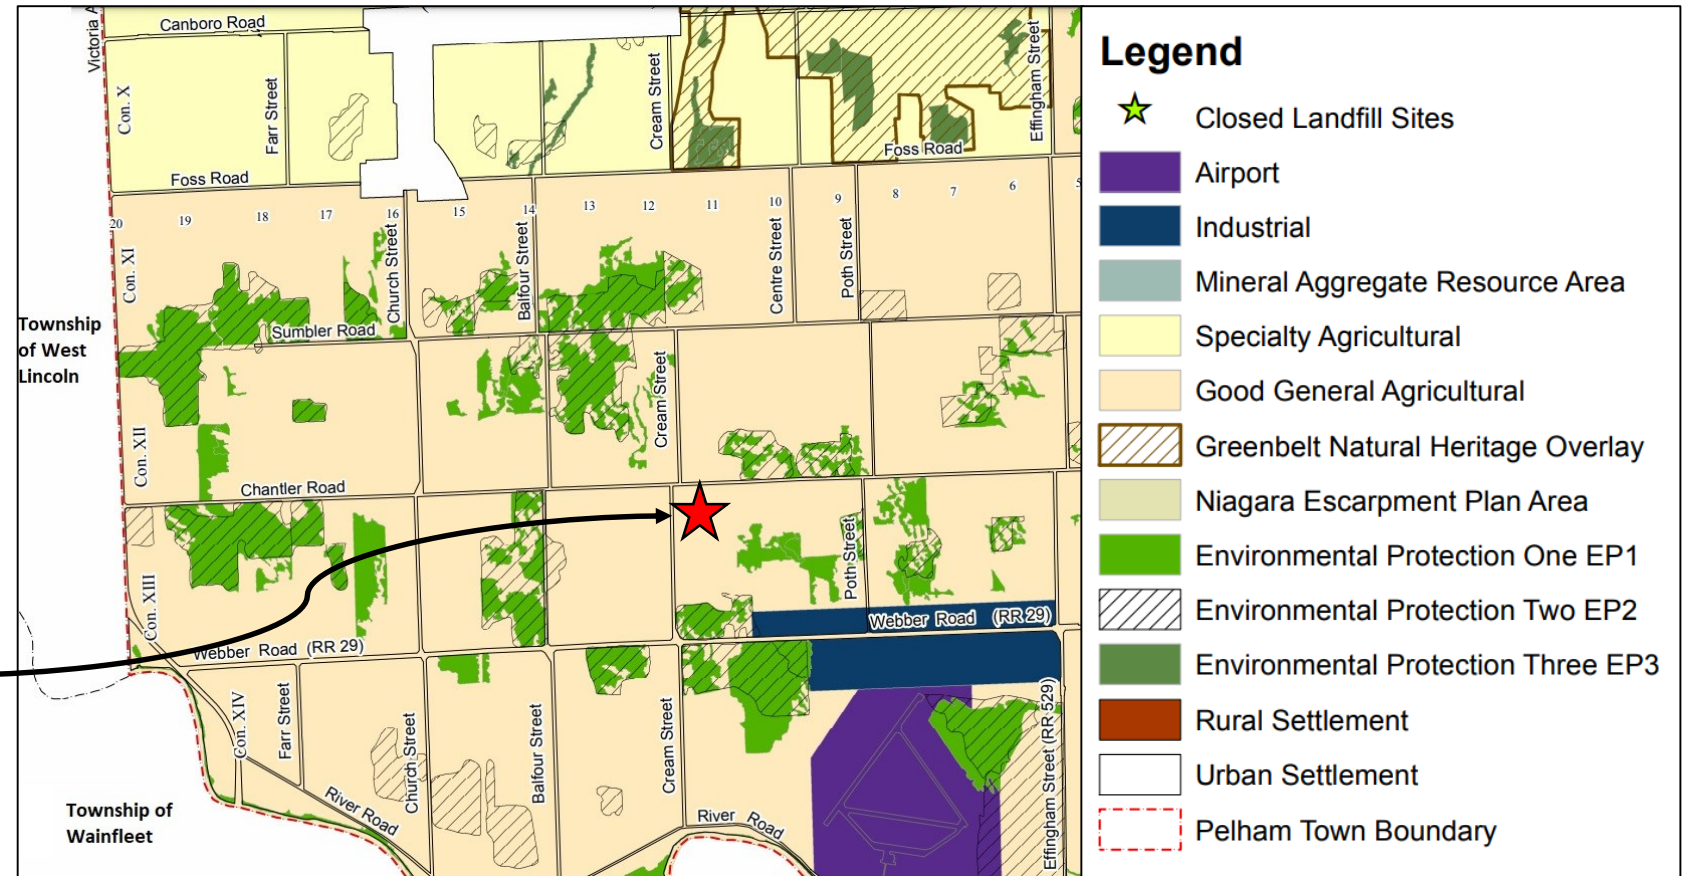 Canboro Road
Victoria A
Con. X
Farr Street
Cream Street
Effingham Street
Foss Road
Foss Road
20
19
18
17
16
15
14
13
12
11
10
9
8
7
6
5
Con. XI
Church Street
Balfour Street
Centre Street
Poth Street
Township
of West
Lincoln
Sumbler Road
Con. XII
Cream Street
Chantler Road
Con. XIII
Poth Street
Webber Road (RR 29)
Webber Road (RR 29)
Con. XIV
Farr Street
Church Street
Balfour Street
Cream Street
Effingham Street (RR 529)
River Road
River Road
Township of
Wainfleet
Legend
Closed Landfill Sites
Airport
Industrial
Mineral Aggregate Resource Area
Specialty Agricultural
Good General Agricultural
Greenbelt Natural Heritage Overlay
Niagara Escarpment Plan Area
Environmental Protection One EP1
Environmental Protection Two EP2
Environmental Protection Three EP3
Rural Settlement
Urban Settlement
Pelham Town Boundary